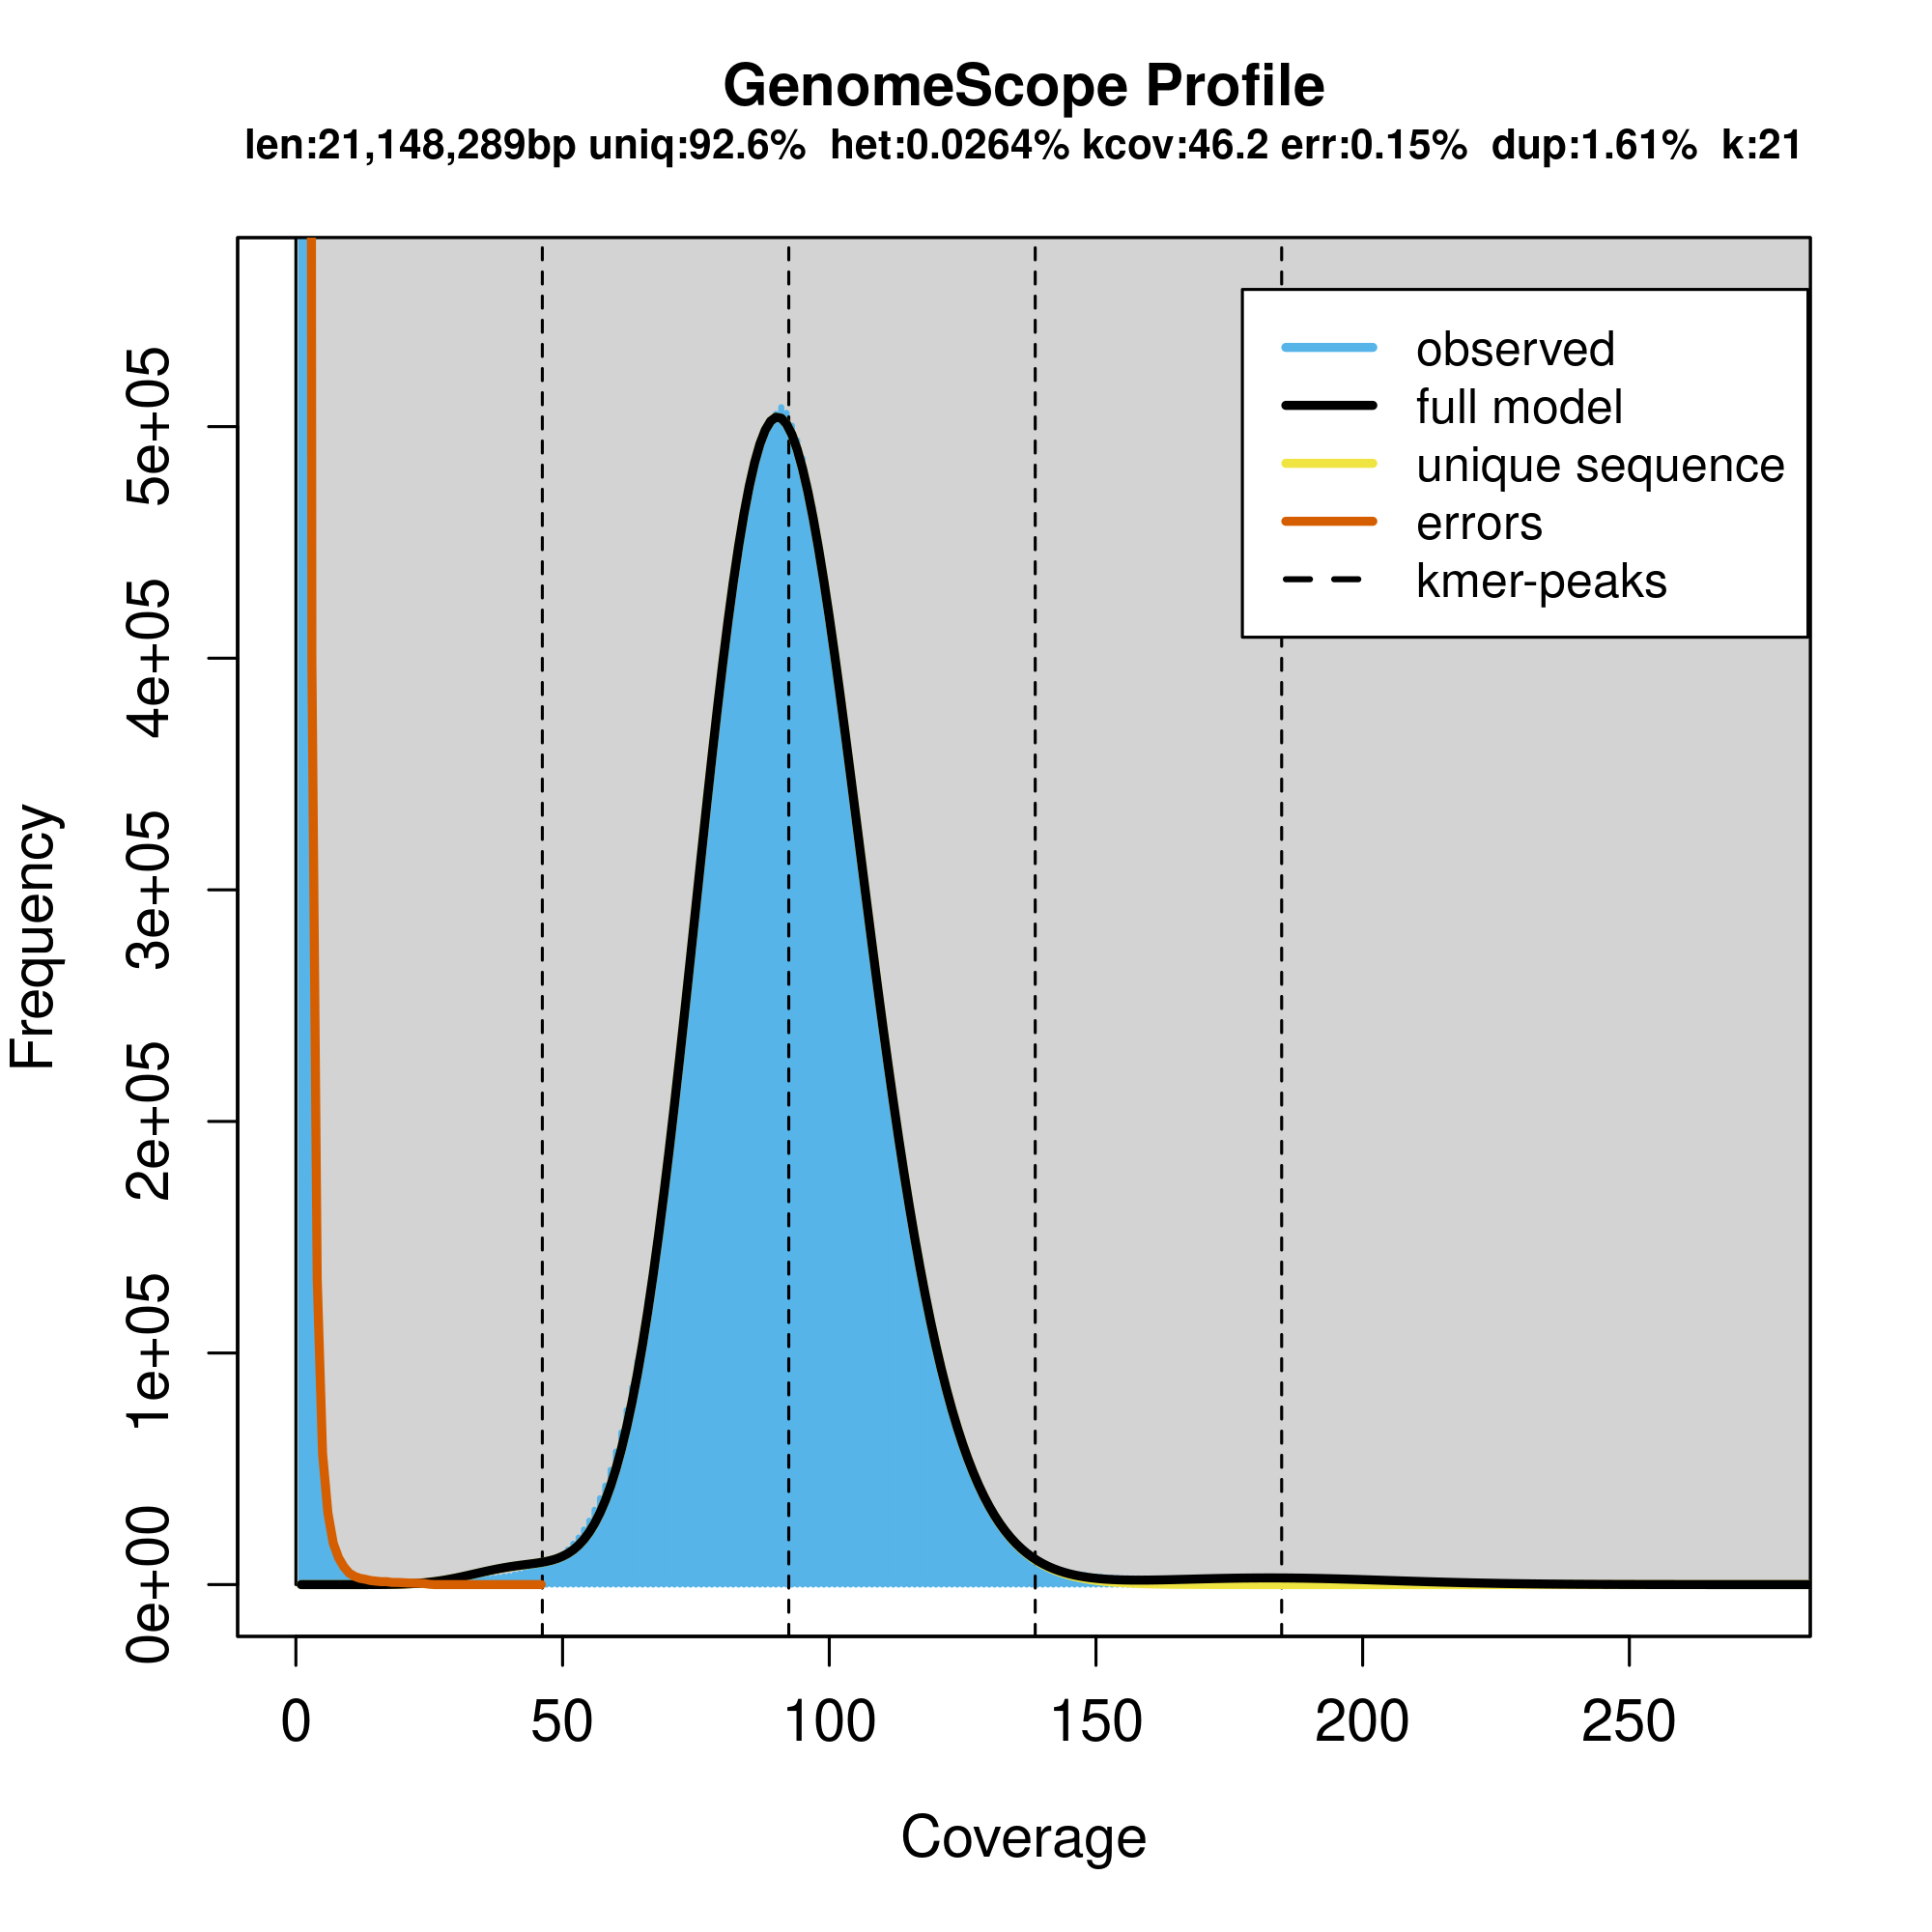 GenomeScope Profile
len:21,148,289bp uniq:92.6%  het:0.0264% kcov:46.2 err:0.15%  dup:1.61%  k:21
observed
full model
unique sequence
errors
kmer-peaks
Frequency
5e+05
4e+05
3e+05
2e+05
1e+05
0e+00
0 50 100 150 200 250
Coverage